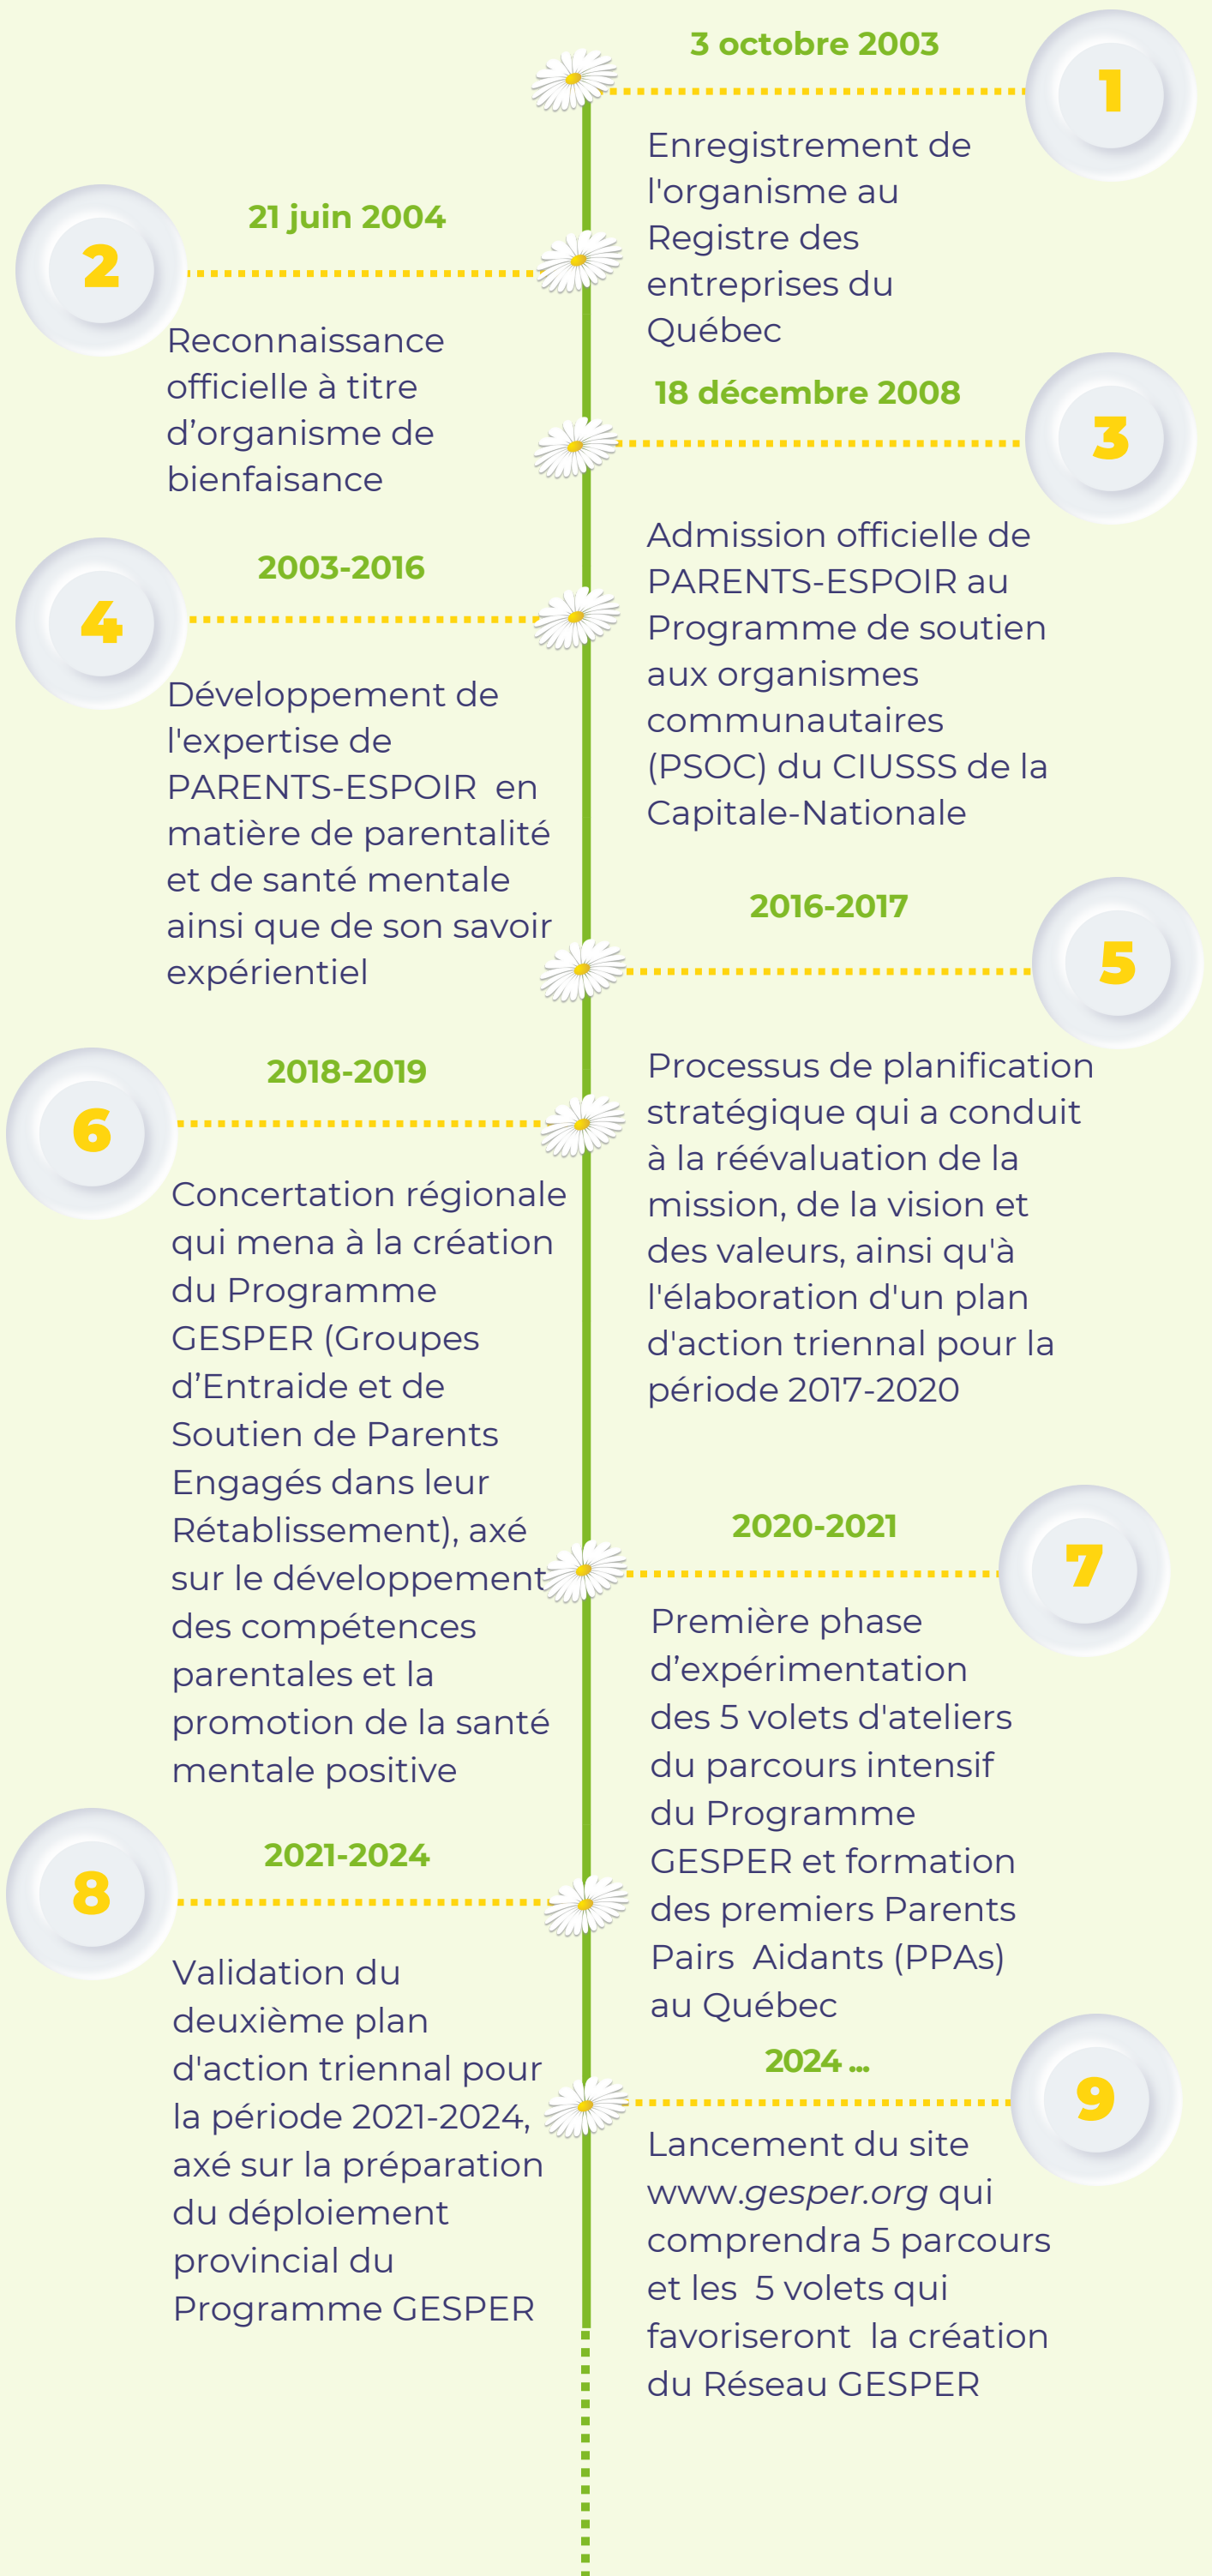 3 octobre 2003
1
Enregistrement de
l'organisme au
Registre des
entreprises du
Québec
21 juin 2004
2
Reconnaissance
officielle à titre
d’organisme de
bienfaisance
18 décembre 2008
3
Admission officielle de
PARENTS-ESPOIR au
Programme de soutien
aux organismes
communautaires
(PSOC) du CIUSSS de la
Capitale-Nationale
2003-2016
4
Développement de
l'expertise de
PARENTS-ESPOIR en
matière de parentalité
et de santé mentale
ainsi que de son savoir
expérientiel
2016-2017
5
Processus de planification
stratégique qui a conduit
à la réévaluation de la
mission, de la vision et
des valeurs, ainsi qu'à
l'élaboration d'un plan
d'action triennal pour la
période 2017-2020
2018-2019
6
Concertation régionale
qui mena à la création
du Programme
GESPER (Groupes
d’Entraide et de
Soutien de Parents
Engagés dans leur
Rétablissement), axé
sur le développement
des compétences
parentales et la
promotion de la santé
mentale positive
2020-2021
7
Première phase
d’expérimentation
des 5 volets d'ateliers
du parcours intensif
du Programme
GESPER et formation
des premiers Parents
Pairs Aidants (PPAs)
au Québec
2021-2024
8
Validation du
deuxième plan
d'action triennal pour
la période 2021-2024,
axé sur la préparation
du déploiement
provincial du
Programme GESPER
2024 ...
9
Lancement du site
www.gesper.org qui
comprendra 5 parcours
et les 5 volets qui
favoriseront la création
du Réseau GESPER